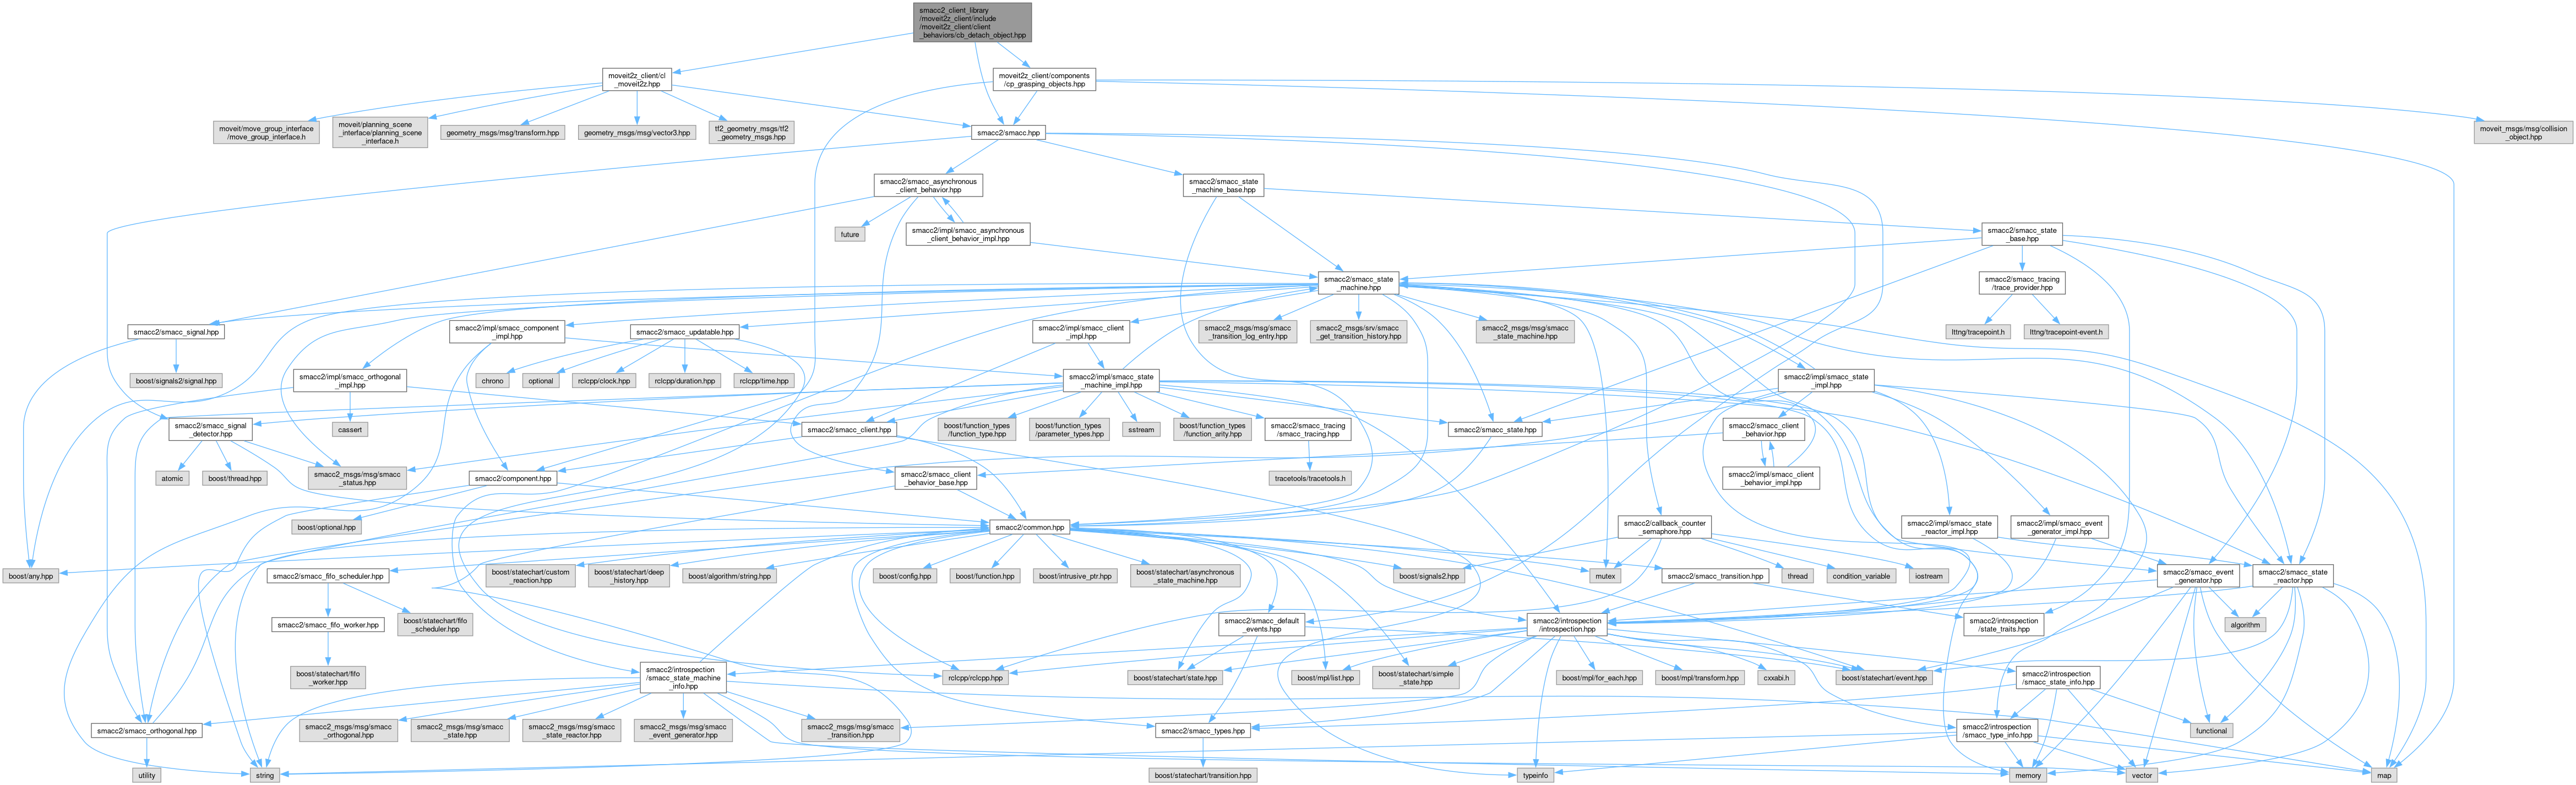 smacc2_client_library
/moveit2z_client/include
/moveit2z_client/client
_behaviors/cb_detach_object.hpp
moveit2z_client/cl
_moveit2z.hpp
moveit2z_client/components
/cp_grasping_objects.hpp
moveit/move_group_interface
/move_group_interface.h
moveit/planning_scene
_interface/planning_scene
_interface.h
geometry_msgs/msg/transform.hpp
geometry_msgs/msg/vector3.hpp
tf2_geometry_msgs/tf2
_geometry_msgs.hpp
smacc2/smacc.hpp
moveit_msgs/msg/collision
_object.hpp
smacc2/smacc_asynchronous
_client_behavior.hpp
smacc2/smacc_state
_machine_base.hpp
future
smacc2/impl/smacc_asynchronous
_client_behavior_impl.hpp
smacc2/smacc_state
_base.hpp
smacc2/smacc_state
_machine.hpp
smacc2/smacc_tracing
/trace_provider.hpp
smacc2/smacc_signal.hpp
smacc2/impl/smacc_component
_impl.hpp
smacc2/smacc_updatable.hpp
smacc2/impl/smacc_client
_impl.hpp
smacc2_msgs/msg/smacc
_transition_log_entry.hpp
smacc2_msgs/srv/smacc
_get_transition_history.hpp
smacc2_msgs/msg/smacc
_state_machine.hpp
lttng/tracepoint.h
lttng/tracepoint-event.h
boost/signals2/signal.hpp
smacc2/impl/smacc_orthogonal
_impl.hpp
chrono
optional
rclcpp/clock.hpp
rclcpp/duration.hpp
rclcpp/time.hpp
smacc2/impl/smacc_state
_machine_impl.hpp
smacc2/impl/smacc_state
_impl.hpp
smacc2/smacc_signal
_detector.hpp
cassert
smacc2/smacc_client.hpp
boost/function_types
/function_type.hpp
boost/function_types
/parameter_types.hpp
sstream
boost/function_types
/function_arity.hpp
smacc2/smacc_tracing
/smacc_tracing.hpp
smacc2/smacc_state.hpp
smacc2/smacc_client
_behavior.hpp
atomic
boost/thread.hpp
smacc2_msgs/msg/smacc
_status.hpp
smacc2/component.hpp
smacc2/smacc_client
_behavior_base.hpp
tracetools/tracetools.h
smacc2/impl/smacc_client
_behavior_impl.hpp
boost/optional.hpp
smacc2/common.hpp
smacc2/callback_counter
_semaphore.hpp
smacc2/impl/smacc_state
_reactor_impl.hpp
smacc2/impl/smacc_event
_generator_impl.hpp
boost/any.hpp
smacc2/smacc_fifo_scheduler.hpp
boost/statechart/custom
_reaction.hpp
boost/statechart/deep
_history.hpp
boost/algorithm/string.hpp
boost/config.hpp
boost/function.hpp
boost/intrusive_ptr.hpp
boost/statechart/asynchronous
_state_machine.hpp
boost/signals2.hpp
mutex
smacc2/smacc_transition.hpp
thread
condition_variable
iostream
smacc2/smacc_event
_generator.hpp
smacc2/smacc_state
_reactor.hpp
smacc2/smacc_fifo_worker.hpp
boost/statechart/fifo
_scheduler.hpp
smacc2/smacc_default
_events.hpp
smacc2/introspection
/introspection.hpp
smacc2/introspection
/state_traits.hpp
algorithm
boost/statechart/fifo
_worker.hpp
smacc2/introspection
/smacc_state_machine
_info.hpp
rclcpp/rclcpp.hpp
boost/statechart/state.hpp
boost/mpl/list.hpp
boost/statechart/simple
_state.hpp
boost/mpl/for_each.hpp
boost/mpl/transform.hpp
cxxabi.h
boost/statechart/event.hpp
smacc2/introspection
/smacc_state_info.hpp
smacc2/smacc_orthogonal.hpp
smacc2_msgs/msg/smacc
_orthogonal.hpp
smacc2_msgs/msg/smacc
_state.hpp
smacc2_msgs/msg/smacc
_state_reactor.hpp
smacc2_msgs/msg/smacc
_event_generator.hpp
smacc2_msgs/msg/smacc
_transition.hpp
smacc2/smacc_types.hpp
smacc2/introspection
/smacc_type_info.hpp
functional
utility
string
boost/statechart/transition.hpp
typeinfo
memory
vector
map